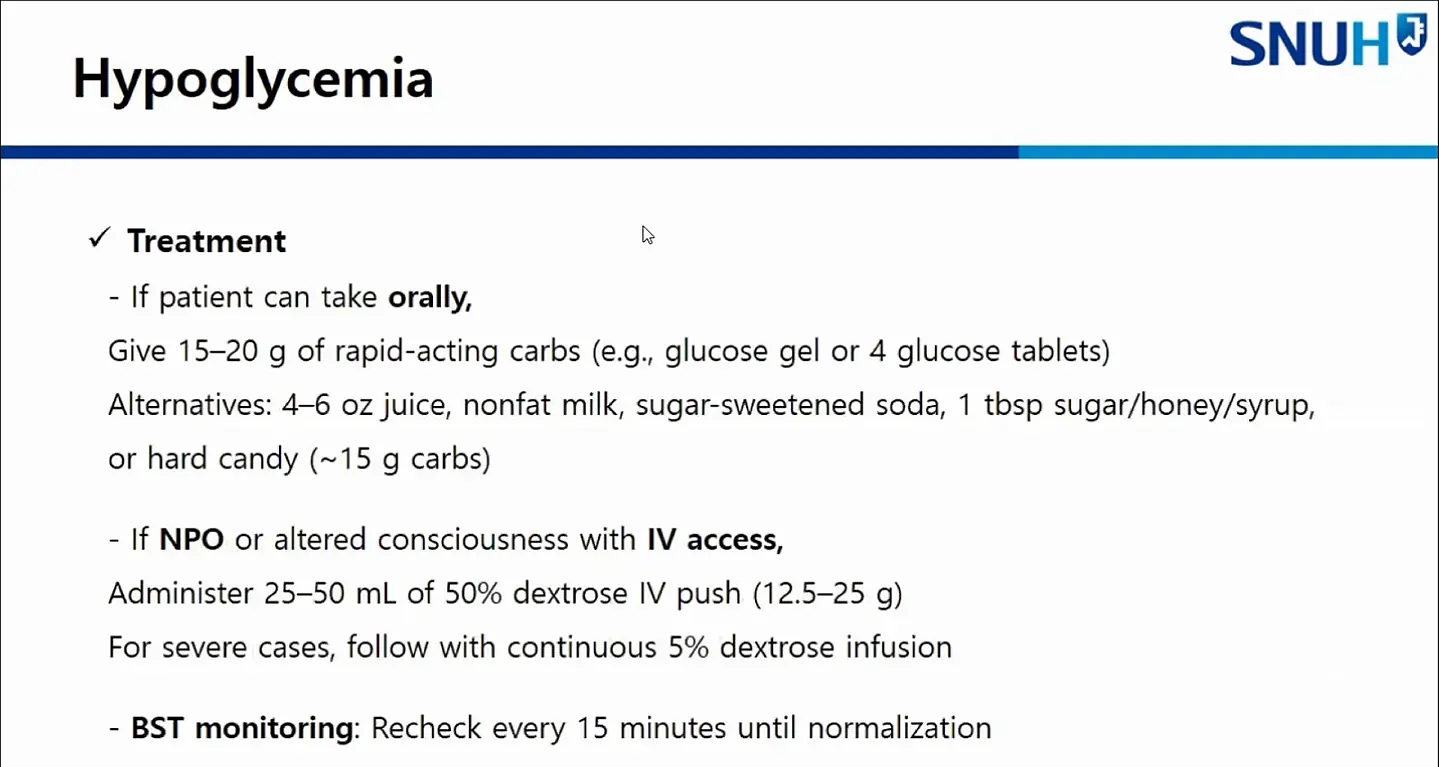 SNUH
Hypoglycemia
✓ Treatment
- If patient can take orally,
Give 15–20 g of rapid-acting carbs (e.g., glucose gel or 4 glucose tablets)
Alternatives: 4–6 oz juice, nonfat milk, sugar-sweetened soda, 1 tbsp sugar/honey/syrup,
or hard candy (~15 g carbs)
- If NPO or altered consciousness with IV access,
Administer 25–50 mL of 50% dextrose IV push (12.5–25 g)
For severe cases, follow with continuous 5% dextrose infusion
- BST monitoring: Recheck every 15 minutes until normalization